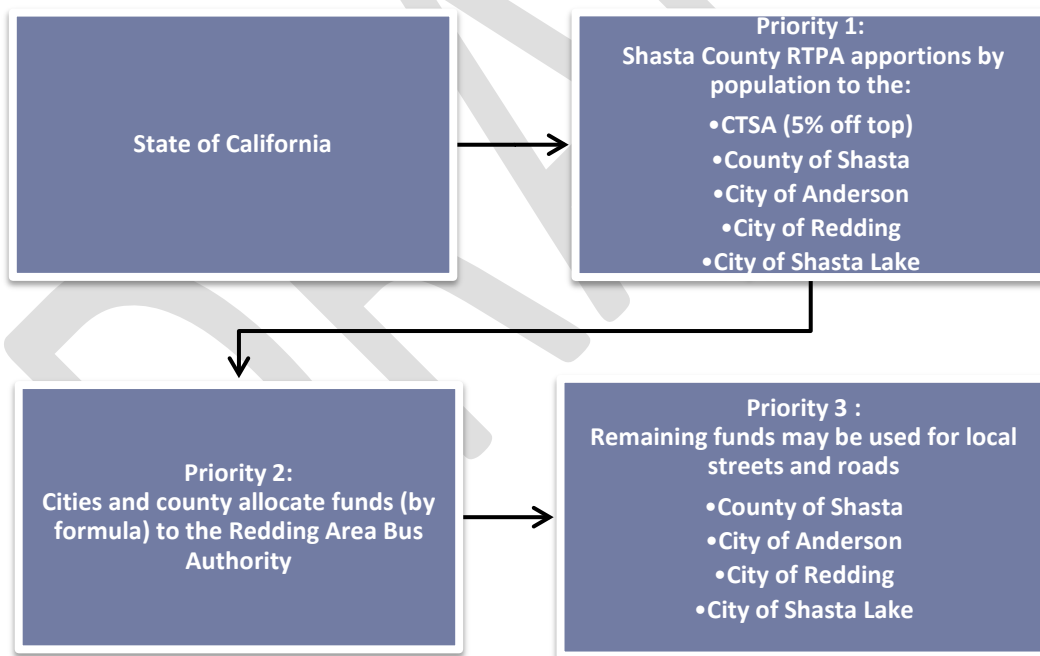 State of California
Priority 1:
Shasta County RTPA apportions by
population to the:
•CTSA (5% off top)
•County of Shasta
•City of Anderson
•City of Redding
•City of Shasta Lake
Priority 2:
Cities and county allocate funds (by
formula) to the Redding Area Bus
Authority
Priority 3 :
Remaining funds may be used for local
streets and roads
•County of Shasta
•City of Anderson
•City of Redding
•City of Shasta Lake